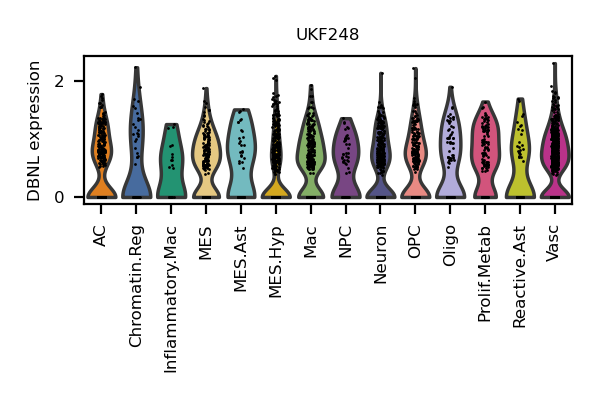 UKF248
DBNL expression
2
0
AC
Chromatin.Reg
Inflammatory.Mac
MES
MES.Ast
MES.Hyp
Mac
NPC
Neuron
OPC
Oligo
Prolif.Metab
Reactive.Ast
Vasc